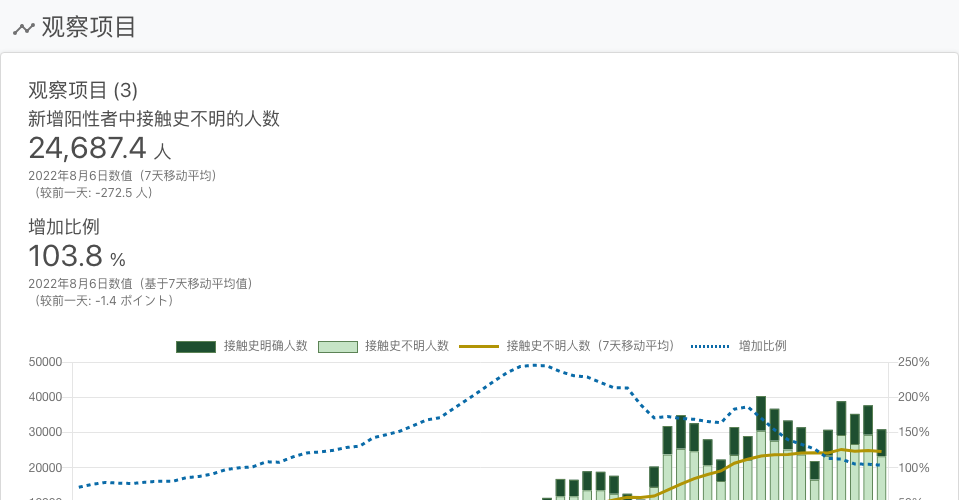 观察项目
观察项目 (3)
新增阳性者中接触史不明的人数
24,687.4 人
2022年8月6日数值（7天移动平均）
（较前一天: -272.5 人）
增加比例
103.8 %
2022年8月6日数值（基于7天移动平均值）
（较前一天: -1.4 ポイント）
接触史明确人数 接触史不明人数 接触史不明人数（7天移动平均） 增加比例
50000 250%
40000 200%
30000 150%
20000 100%